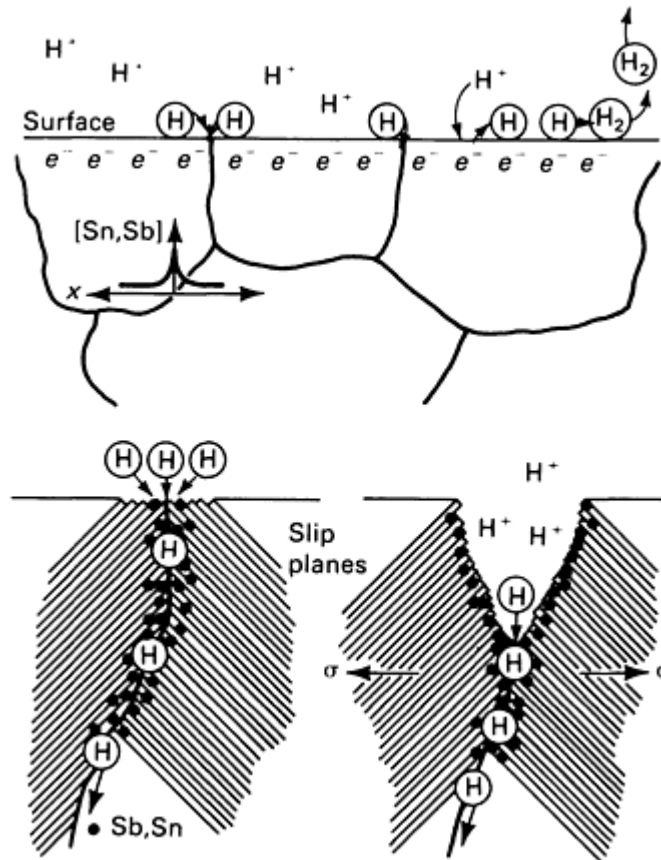 H⁺ H⁺ H⁺ H⁺ H⁺ H₂
Surface H H H H H H₂
e⁻ e⁻ e⁻ e⁻ e⁻ e⁻ e⁻ e⁻ e⁻ e⁻ e⁻ e⁻ e⁻
[Sn,Sb]
x
H H H H⁺
H Slip H⁺ H⁺
planes
H
H H
σ σ
H H
H
• Sb,Sn